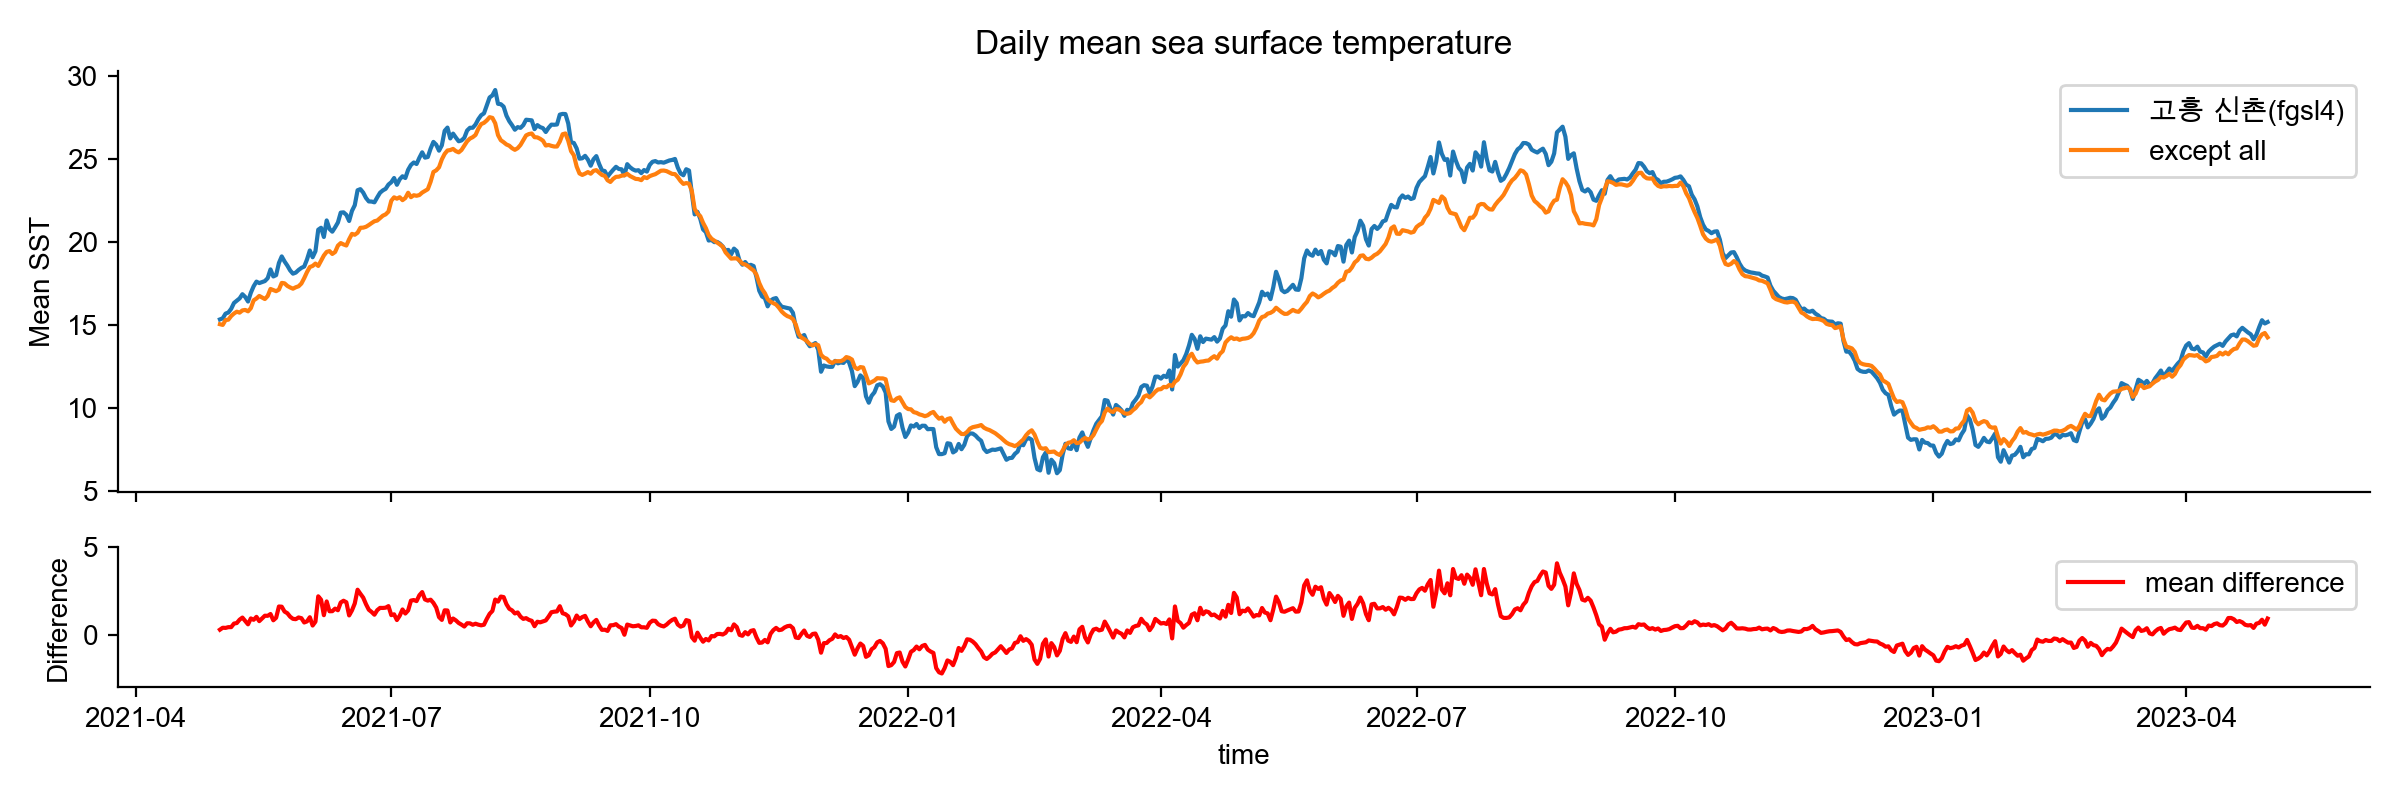 Daily mean sea surface temperature
Mean SST
30
25
20
15
10
5
고흥 신촌(fgsl4)
except all
Difference
5
0
mean difference
2021-04 2021-07 2021-10 2022-01 2022-04 2022-07 2022-10 2023-01 2023-04
time